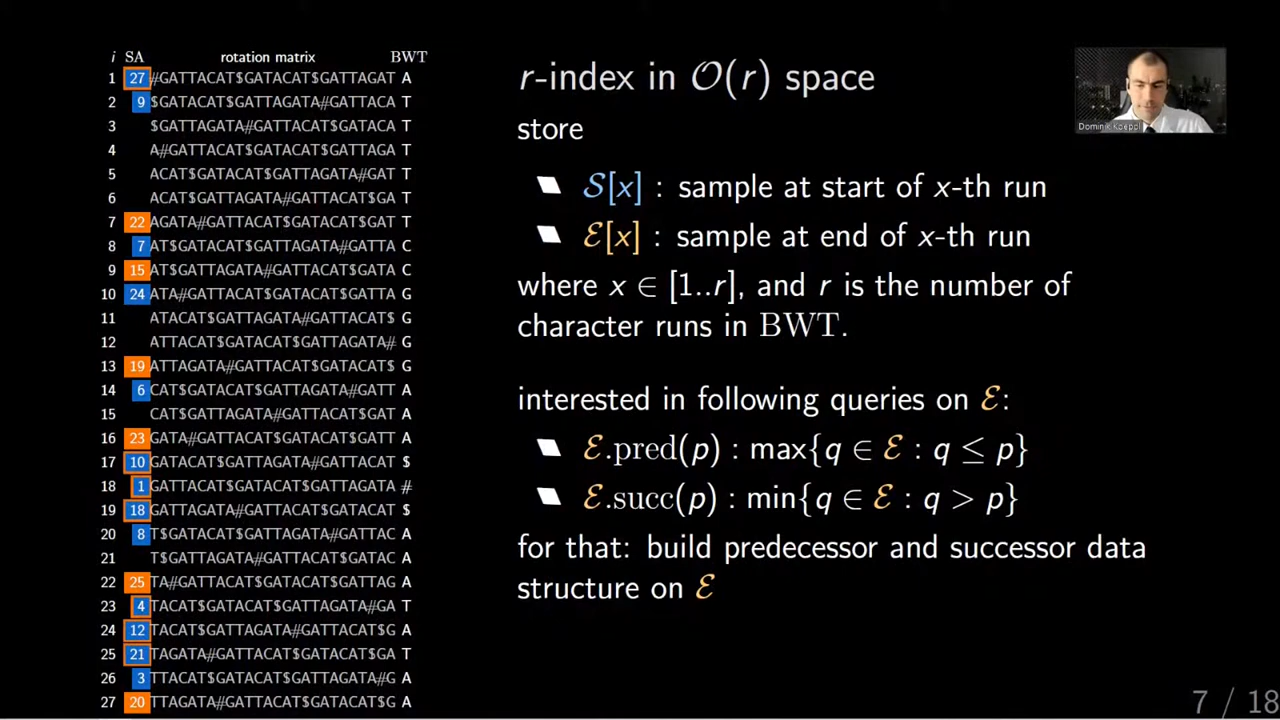 i SA rotation matrix BWT
1 27 #GATTACAT$GATACAT$GATTAGAT A
2 9 $GATACAT$GATTAGATA#GATTACA T
3 $GATTAGATA#GATTACAT$GATACA T
4 A#GATTACAT$GATACAT$GATTAGA T
5 ACAT$GATACAT$GATTAGATA#GAT T
6 ACAT$GATTAGATA#GATTACAT$GAT T
7 22 AGATA#GATTACAT$GATACAT$GAT T
8 7 AT$GATACAT$GATTAGATA#GATTA C
9 15 AT$GATTAGATA#GATTACAT$GATA C
10 24 ATA#GATTACAT$GATACAT$GATTA G
11 ATACAT$GATTAGATA#GATTACAT$ G
12 ATTACAT$GATACAT$GATTAGATA# G
13 19 ATTAGATA#GATTACAT$GATACAT$ G
14 6 CAT$GATACAT$GATTAGATA#GATT A
15 CAT$GATTAGATA#GATTACAT$GAT A
16 23 GATA#GATTACAT$GATACAT$GATTA A
17 10 GATACAT$GATTAGATA#GATTACAT $
18 1 GATTACAT$GATACAT$GATTAGATA #
19 18 GATTAGATA#GATTACAT$GATACAT $
20 8 T$GATACAT$GATTAGATA#GATTAC A
21 T$GATTAGATA#GATTACAT$GATAC A
22 25 TA#GATTACAT$GATACAT$GATTAG A
23 4 TACAT$GATACAT$GATTAGATA#GA T
24 12 TACAT$GATTAGATA#GATTACAT$G A
25 21 TAGATA#GATTACAT$GATACAT$GA T
26 3 TTACAT$GATACAT$GATTAGATA#G A
27 20 TTAGATA#GATTACAT$GATACAT$G A
r-index in O(r) space
store
S[x] : sample at start of x-th run
E[x] : sample at end of x-th run
where x ∈ [1..r], and r is the number of
character runs in BWT.
interested in following queries on E:
E.pred(p) : max{q ∈ E : q ≤ p}
E.succ(p) : min{q ∈ E : q > p}
for that: build predecessor and successor data
structure on E
Dominik Koeppl
7 / 18